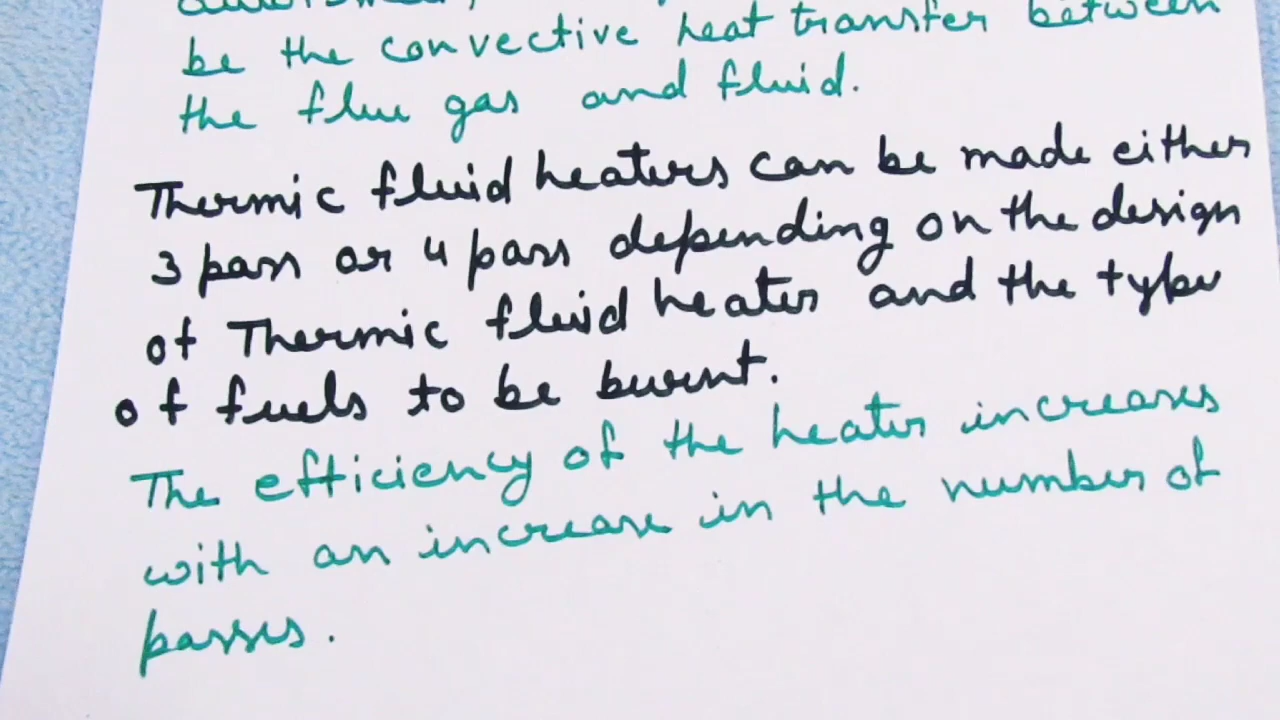 be the convective heat transfer between
the flue gas and fluid.
Thermic fluid heaters can be made either
3 pass or 4 pass depending on the design
of Thermic fluid heater and the type
of fuels to be burnt.
The efficiency of the heater increases
with an increase in the number of
passes.